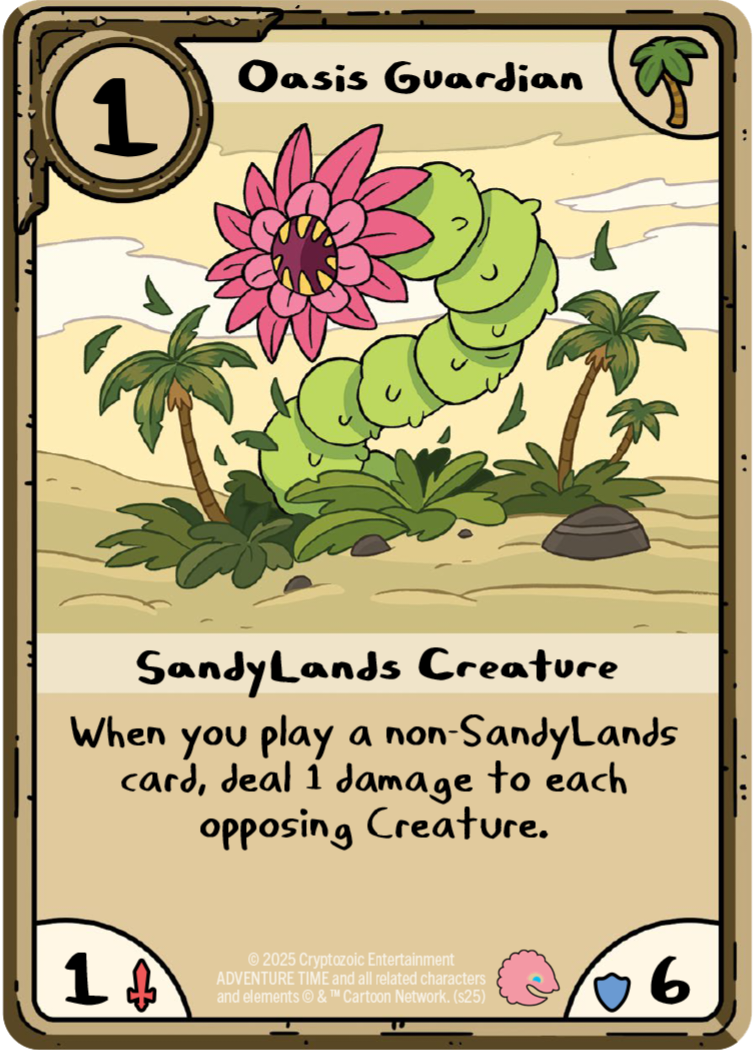 1
Oasis Guardian
SandyLands Creature
When you play a non-SandyLands
card, deal 1 damage to each
opposing Creature.
1
© 2025 Cryptozoic Entertainment
ADVENTURE TIME and all related characters
and elements © & ™ Cartoon Network. (s25)
6